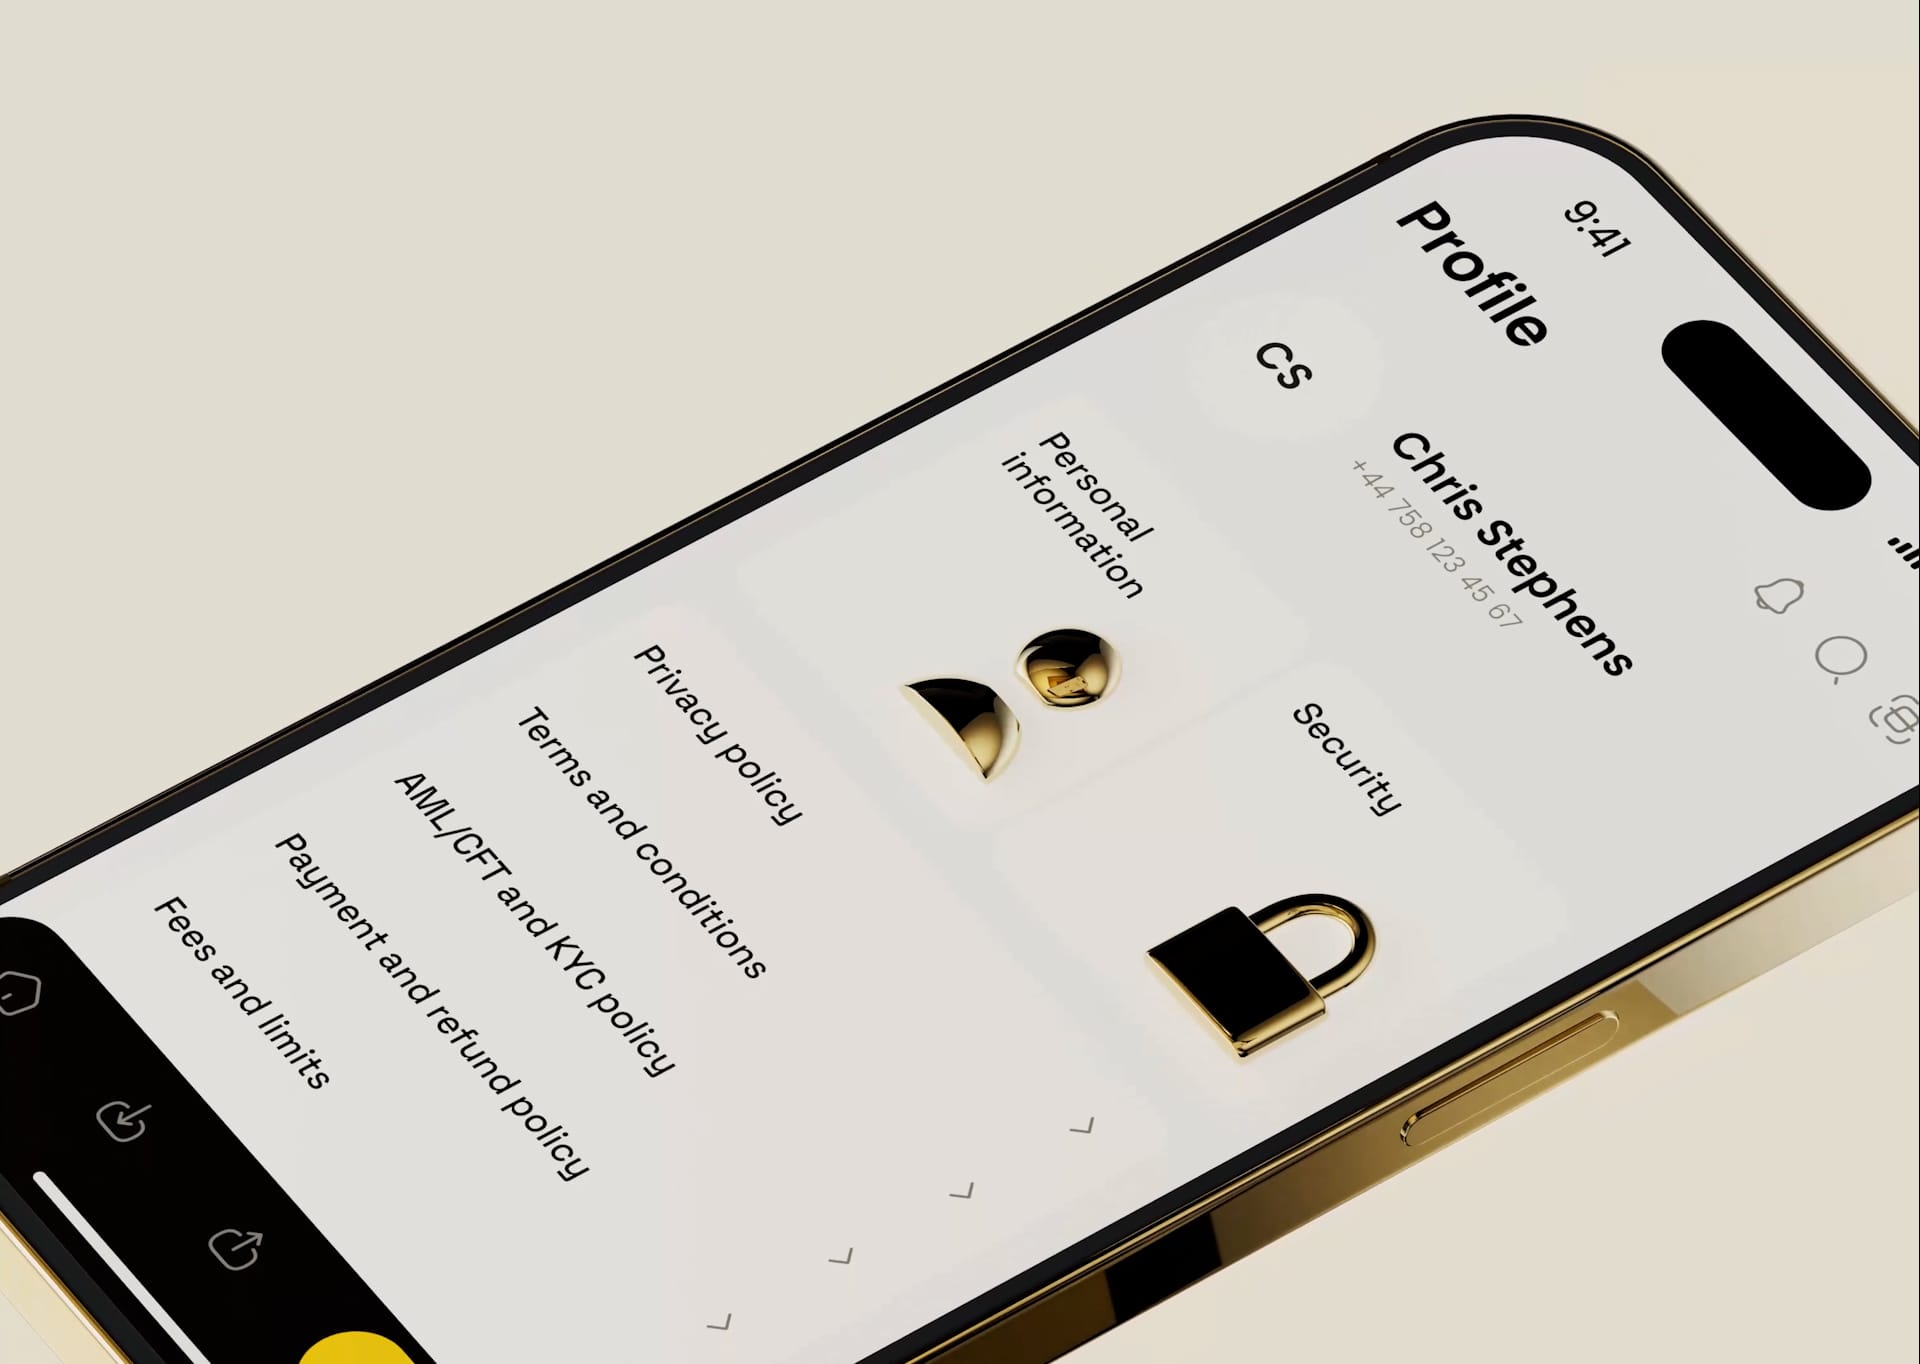 9:41
Profile
CS
Chris Stephens
+44 758 123 45 67
Personal
information
Security
Privacy policy
Terms and conditions
AML/CFT and KYC policy
Payment and refund policy
Fees and limits